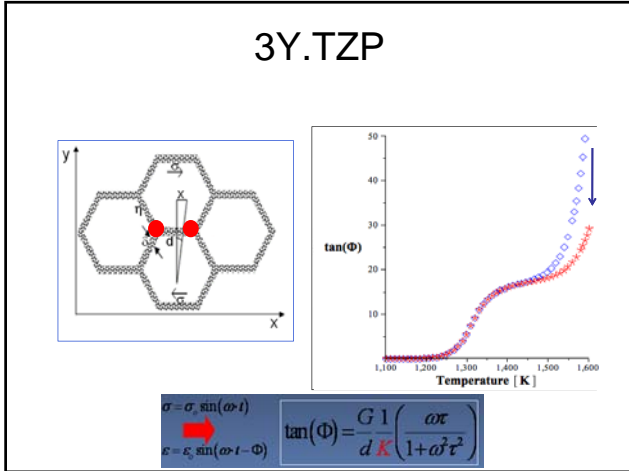 3Y.TZP
y
σ
x
η
δ
d
σ
x
50
40
30
tan(Φ)
20
10
1,100 1,200 1,300 1,400 1,500 1,600
Temperature [ K ]
σ = σ₀ sin(ω·t)
ε = ε₀ sin(ω·t − Φ)
tan(Φ) = G/d 1/K (ωτ/(1+ω²τ²))